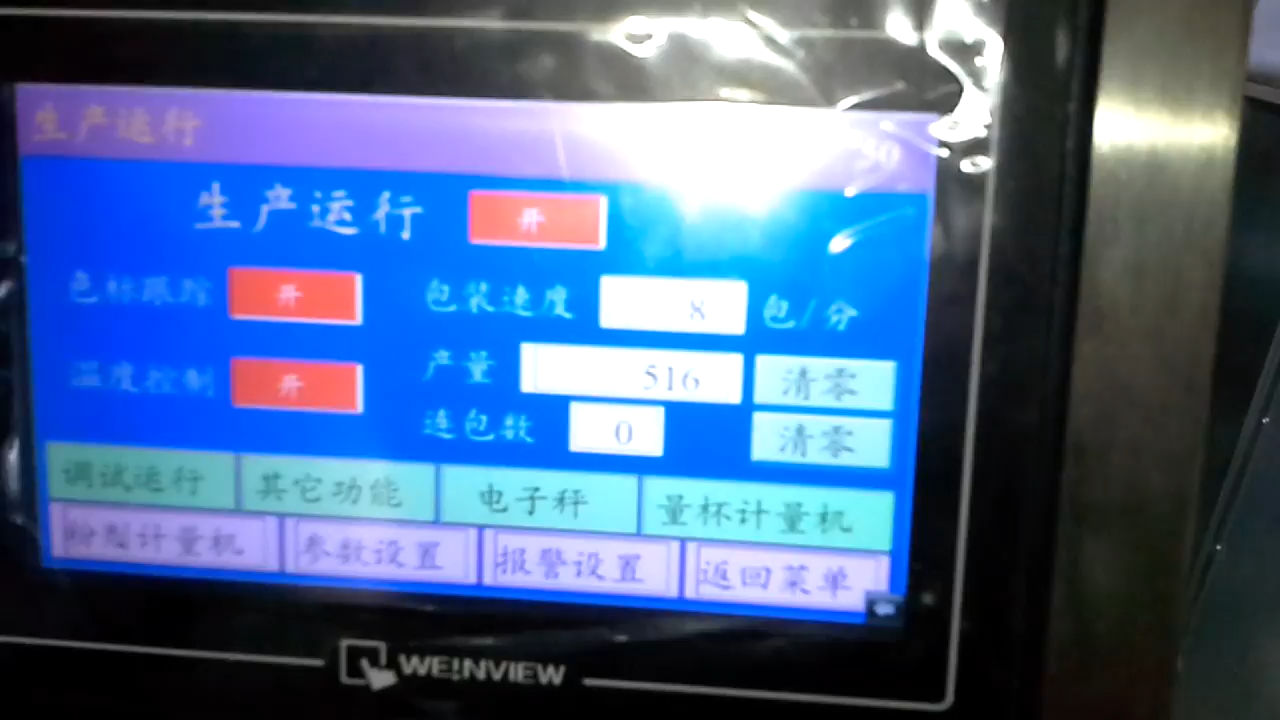 生产运行 30
生产运行 开
色标跟踪 开 包装速度 8 包/分
温度控制 开 产量 516 清零
连包数 0 清零
调试运行 其它功能 电子秤 量杯计量机
粉剂计量机 参数设置 报警设置 返回菜单
WE!NVIEW